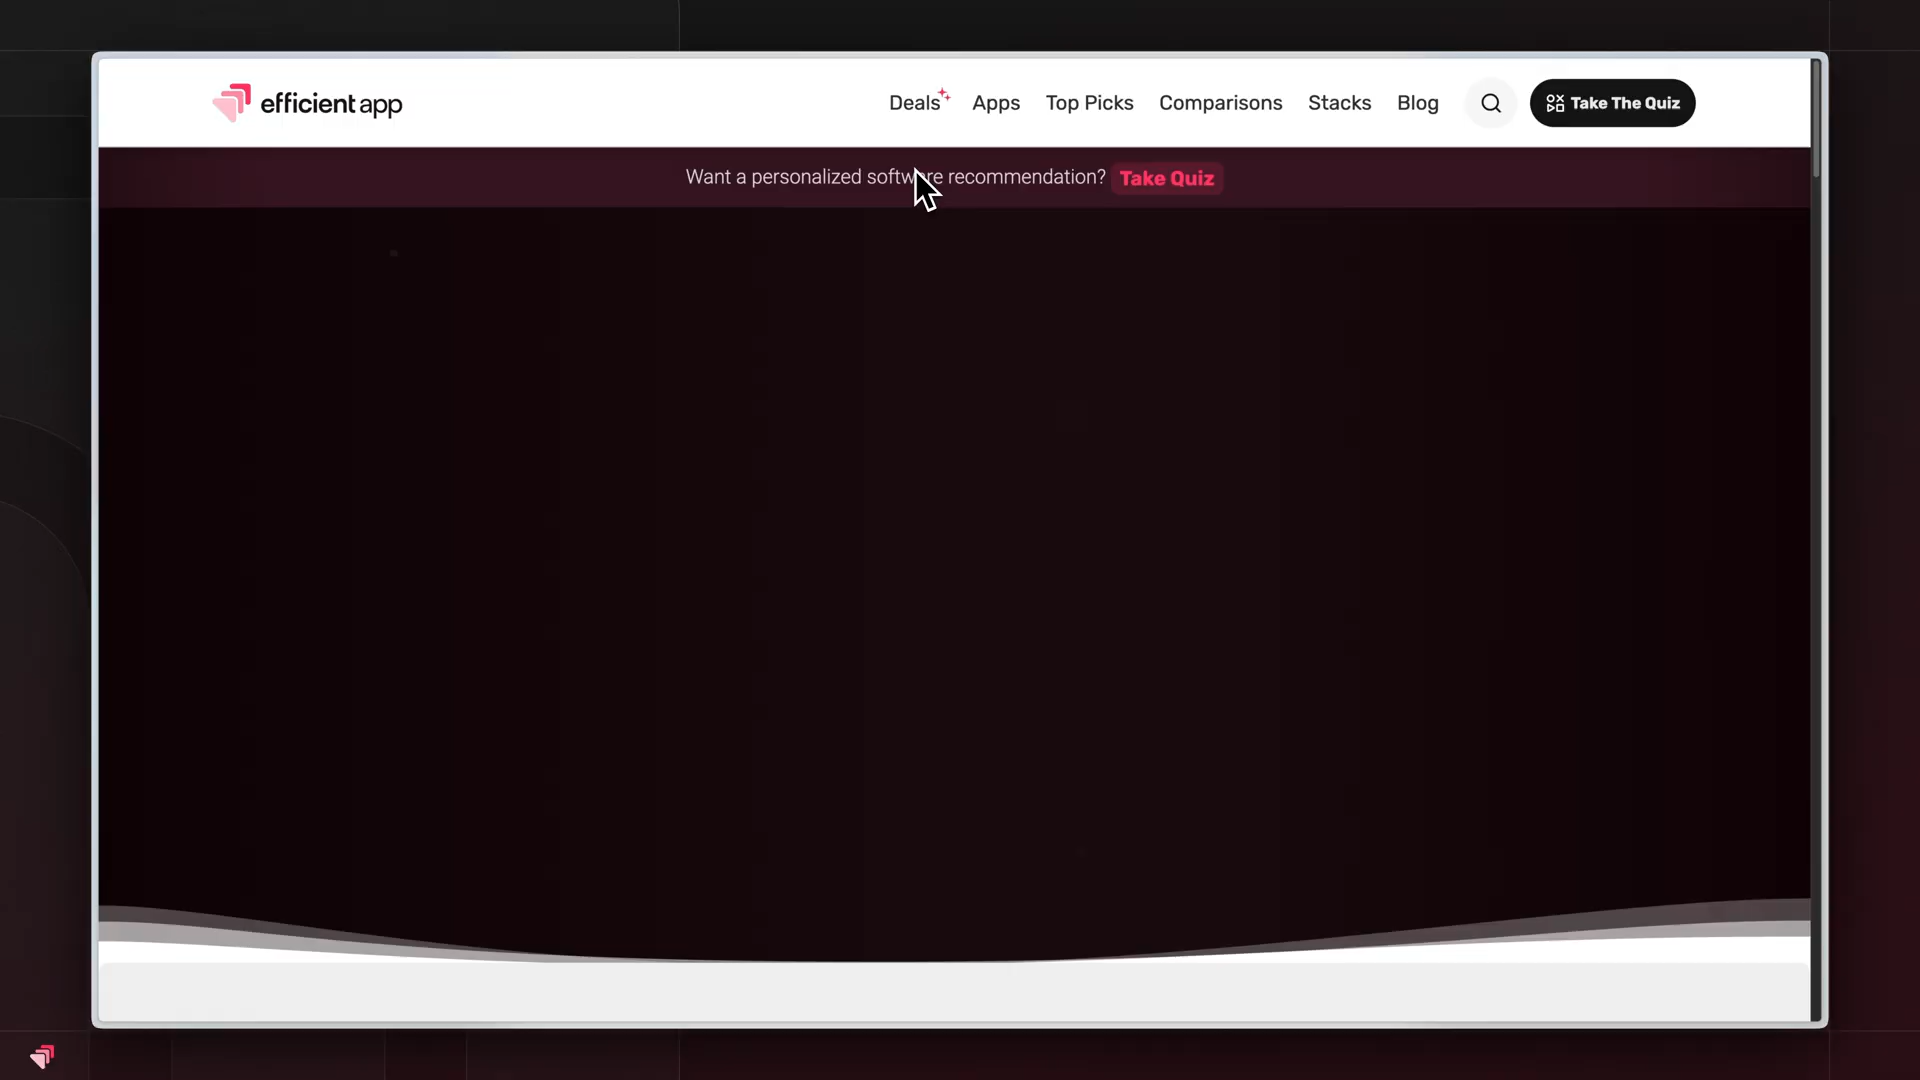 efficient app
Deals Apps Top Picks Comparisons Stacks Blog Take The Quiz
Want a personalized software recommendation? Take Quiz